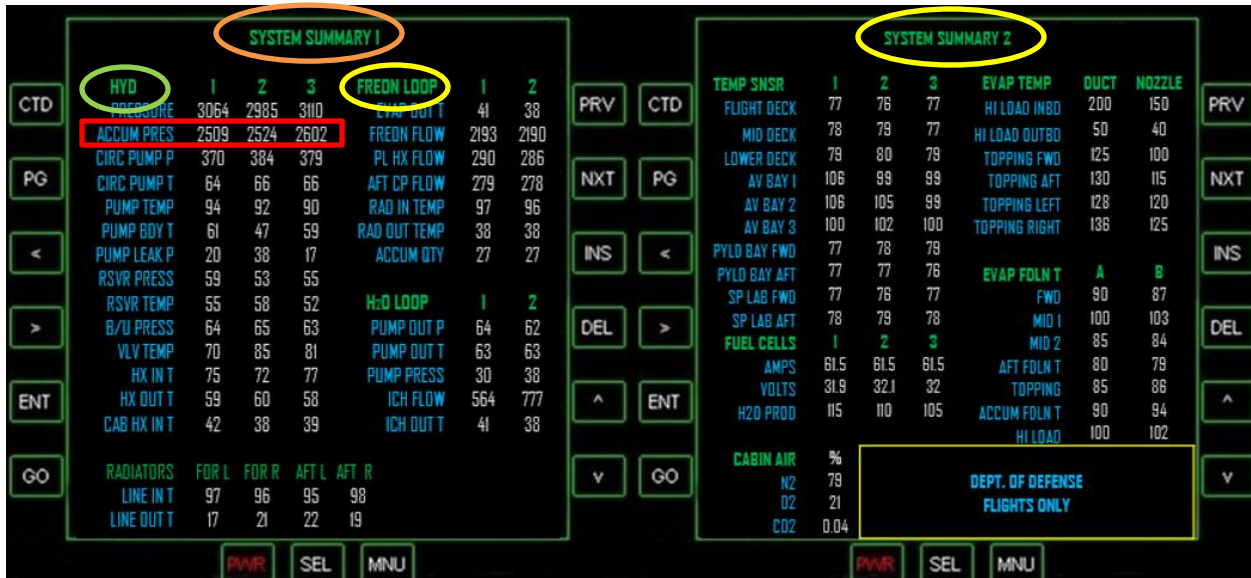 SYSTEM SUMMARY 1
HYD 1 2 3 FREON LOOP 1 2
PRESSURE 3064 2985 3110 EVAP OUT T 41 38
ACCUM PRES 2509 2524 2602 FREON FLOW 2193 2190
CIRC PUMP P 370 384 379 PL HX FLOW 290 286
CIRC PUMP T 64 66 66 AFT CP FLOW 279 278
PUMP TEMP 94 92 90 RAD IN TEMP 97 96
PUMP BDY T 61 47 59 RAD OUT TEMP 38 38
PUMP LEAK P 20 38 17 ACCUM QTY 27 27
RSVR PRESS 59 53 55
RSVR TEMP 55 58 52 H2O LOOP 1 2
B/U PRESS 64 65 63 PUMP OUT P 64 62
VLV TEMP 70 85 81 PUMP OUT T 63 63
HX IN T 75 72 77 PUMP PRESS 30 38
HX OUT T 59 60 58 ICH FLOW 564 777
CAB HX IN T 42 38 39 ICH OUT T 41 38
RADIATORS FOR L FOR R AFT L AFT R
LINE IN T 97 96 95 98
LINE OUT T 17 21 22 19
CTD
PG
<
>
ENT
GO
PRV
NXT
INS
DEL
^
v
PWR SEL MNU
SYSTEM SUMMARY 2
TEMP SNSR 1 2 3 EVAP TEMP DUCT NOZZLE
FLIGHT DECK 77 76 77 HI LOAD INBD 200 150
MID DECK 78 79 77 HI LOAD OUTBD 50 40
LOWER DECK 79 80 79 TOPPING FWD 125 100
AV BAY 1 106 99 99 TOPPING AFT 130 115
AV BAY 2 106 105 99 TOPPING LEFT 128 120
AV BAY 3 100 102 100 TOPPING RIGHT 136 125
PYLD BAY FWD 77 78 79
PYLD BAY AFT 77 77 76 EVAP FDLN T A B
SP LAB FWD 77 76 77 FWD 90 87
SP LAB AFT 78 79 78 MID 1 100 103
FUEL CELLS 1 2 3 MID 2 85 84
AMPS 61.5 61.5 61.5 AFT FDLN T 80 79
VOLTS 31.9 32.1 32 TOPPING 85 86
H2O PROD 115 110 105 ACCUM FDLN T 90 94
HI LOAD 100 102
CABIN AIR %
N2 79
O2 21
CO2 0.04
DEPT. OF DEFENSE
FLIGHTS ONLY
CTD
PG
<
>
ENT
GO
PRV
NXT
INS
DEL
^
v
PWR SEL MNU